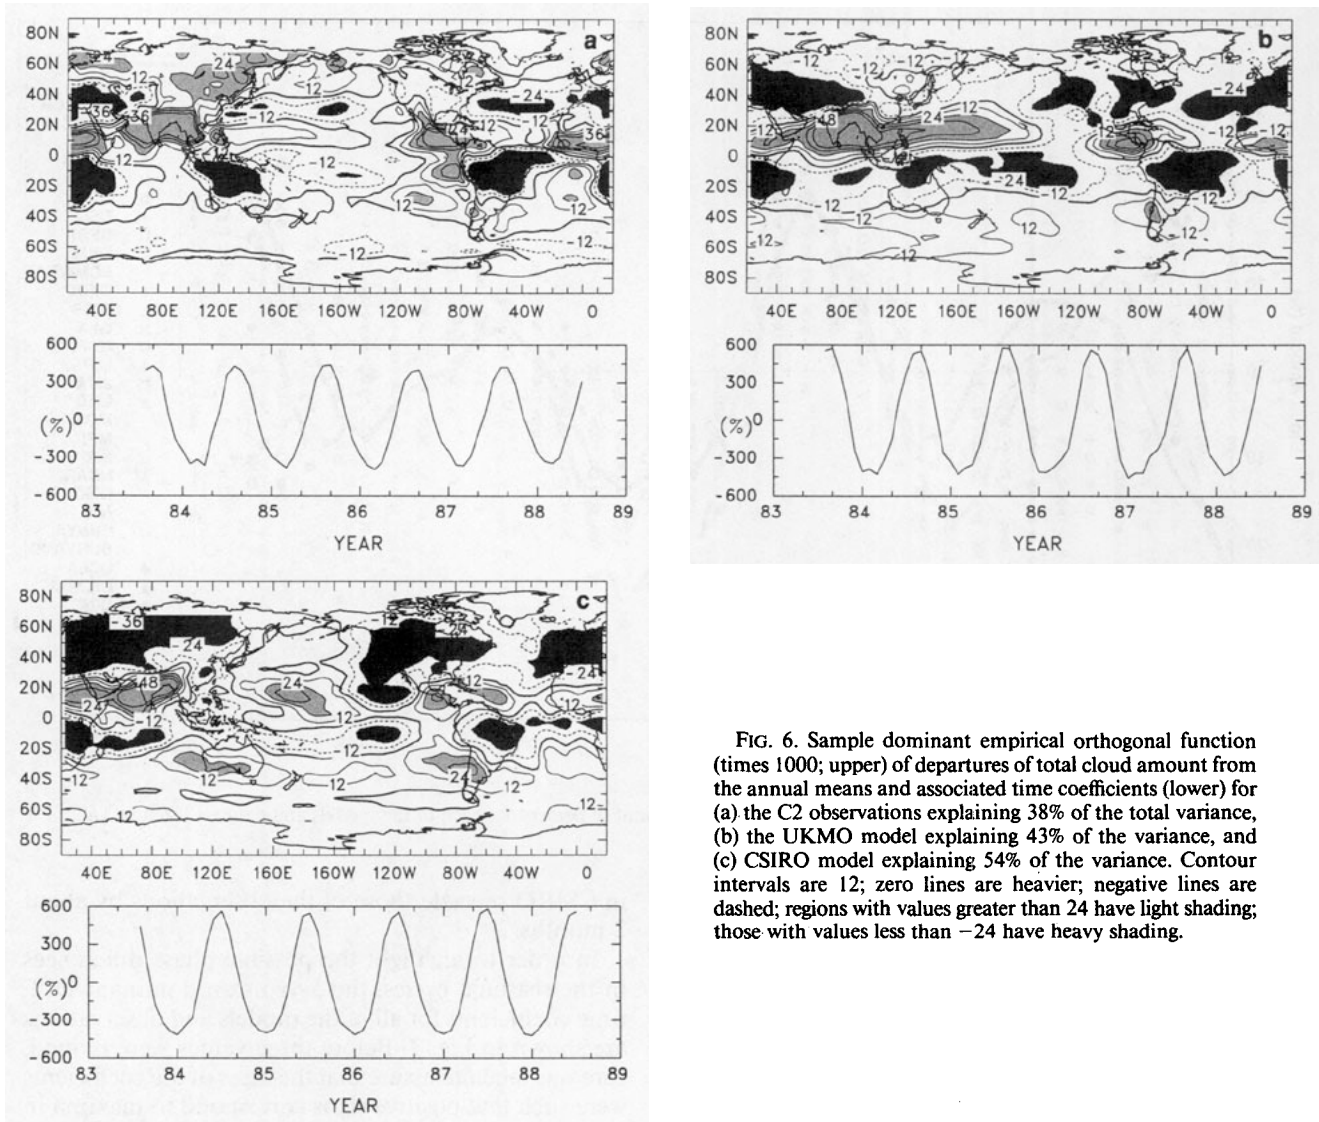 a
80N
60N
40N
20N
0
20S
40S
60S
80S
24
24
12
12
-24
-36
36
-12
24
12
36
12
-12
12
12
-12
-12
40E 80E 120E 160E 160W 120W 80W 40W 0
600
300
(%) 0
-300
-600
83 84 85 86 87 88 89
YEAR
b
80N
60N
40N
20N
0
20S
40S
60S
80S
-12
-12
-12
-12
-12
-24
12
48
24
-12
12
-12
-12
12
-24
-12
-12
12
-12
12
12
12
40E 80E 120E 160E 160W 120W 80W 40W 0
600
300
(%) 0
-300
-600
83 84 85 86 87 88 89
YEAR
c
80N
60N
40N
20N
0
20S
40S
60S
80S
-36
-12
-24
-24
-24
48
24
12
24
12
-12
12
-12
-12
12
12
24
12
12
12
12
40E 80E 120E 160E 160W 120W 80W 40W 0
600
300
(%) 0
-300
-600
83 84 85 86 87 88 89
YEAR
FIG. 6. Sample dominant empirical orthogonal function
(times 1000; upper) of departures of total cloud amount from
the annual means and associated time coefficients (lower) for
(a) the C2 observations explaining 38% of the total variance,
(b) the UKMO model explaining 43% of the variance, and
(c) CSIRO model explaining 54% of the variance. Contour
intervals are 12; zero lines are heavier; negative lines are
dashed; regions with values greater than 24 have light shading;
those with values less than −24 have heavy shading.